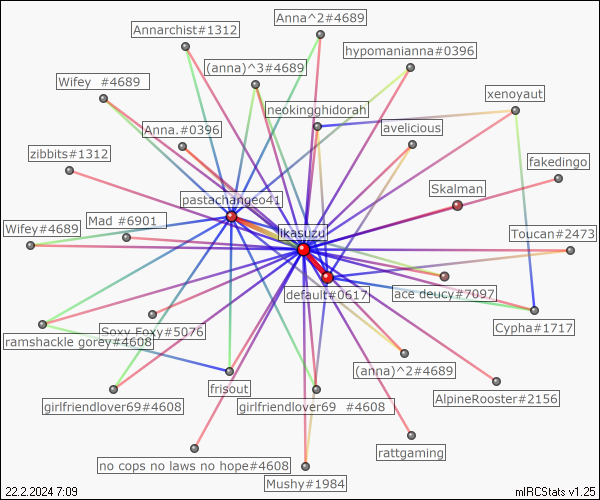 Anna^2#4689
Annarchist#1312
hypomanianna#0396
(anna)^3#4689
Wifey  #4689
xenoyaut
neokingghidorah
Anna.#0396
avelicious
zibbits#1312
fakedingo
Skalman
pastachangeo41
Mad #6901
Wifey#4689
likasuzu
Toucan#2473
default#0617
ace deucy#7097
Cypha#1717
Soxy Foxy#5076
ramshackle gorey#4608
(anna)^2#4689
frisout
AlpineRooster#2156
girlfriendlover69#4608
girlfriendlover69  #4608
rattgaming
no cops no laws no hope#4608
Mushy#1984
22.2.2024 7:09
mIRCStats v1.25